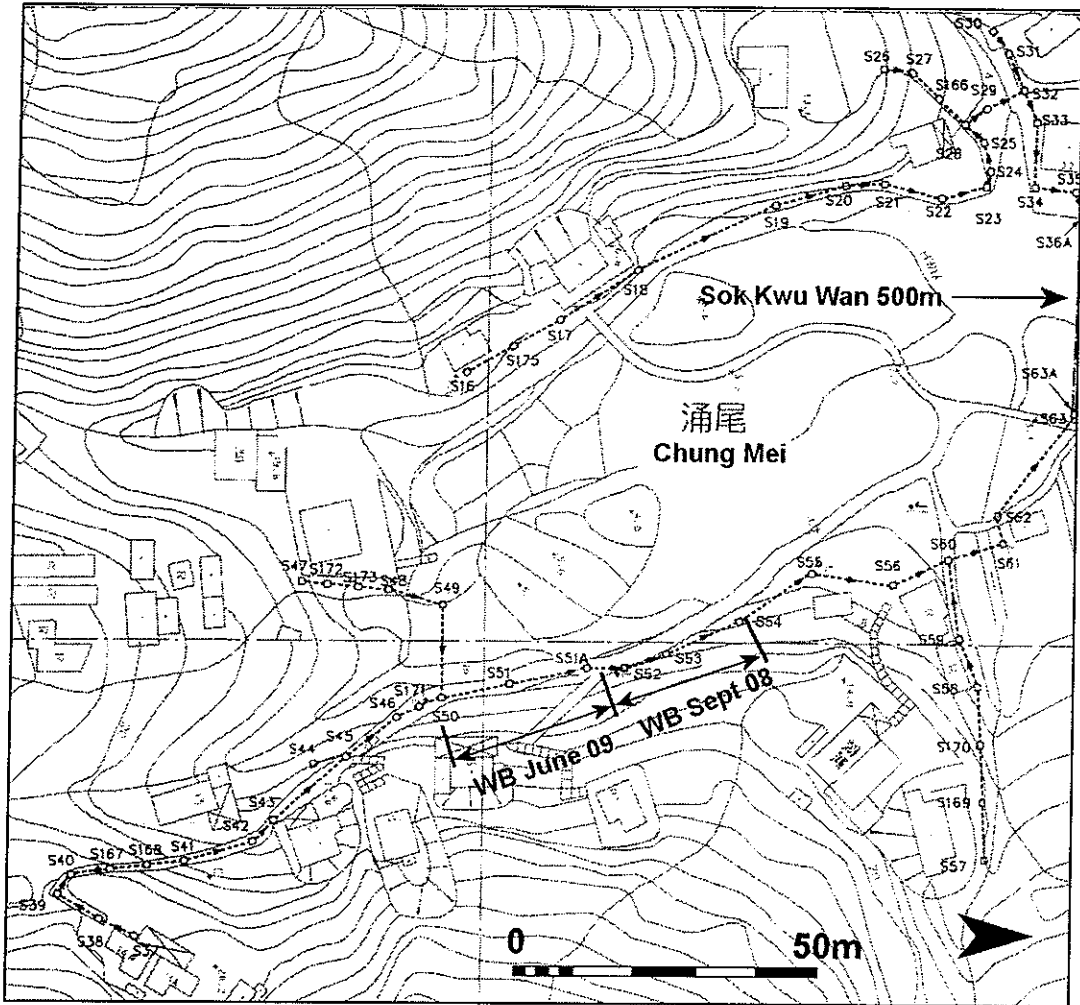 S30
S31
S26
S27
S166
S29
S32
S33
S28
S25
S24
S35
S20
S21
S22
S23
S34
S19
S36A
S18
Sok Kwu Wan 500m
S17
S175
S16
S63A
S63
涌尾
Chung Mei
S62
S60
S61
S55
S56
S47
S172
S173
S48
S49
S54
S59
S51A
S53
S52
S51
S171
S50
S46
S58
WB June 09
WB Sept 08
S45
S44
S170
S43
S169
S42
S41
S168
S167
S40
S57
S39
S38
S37
0
50m